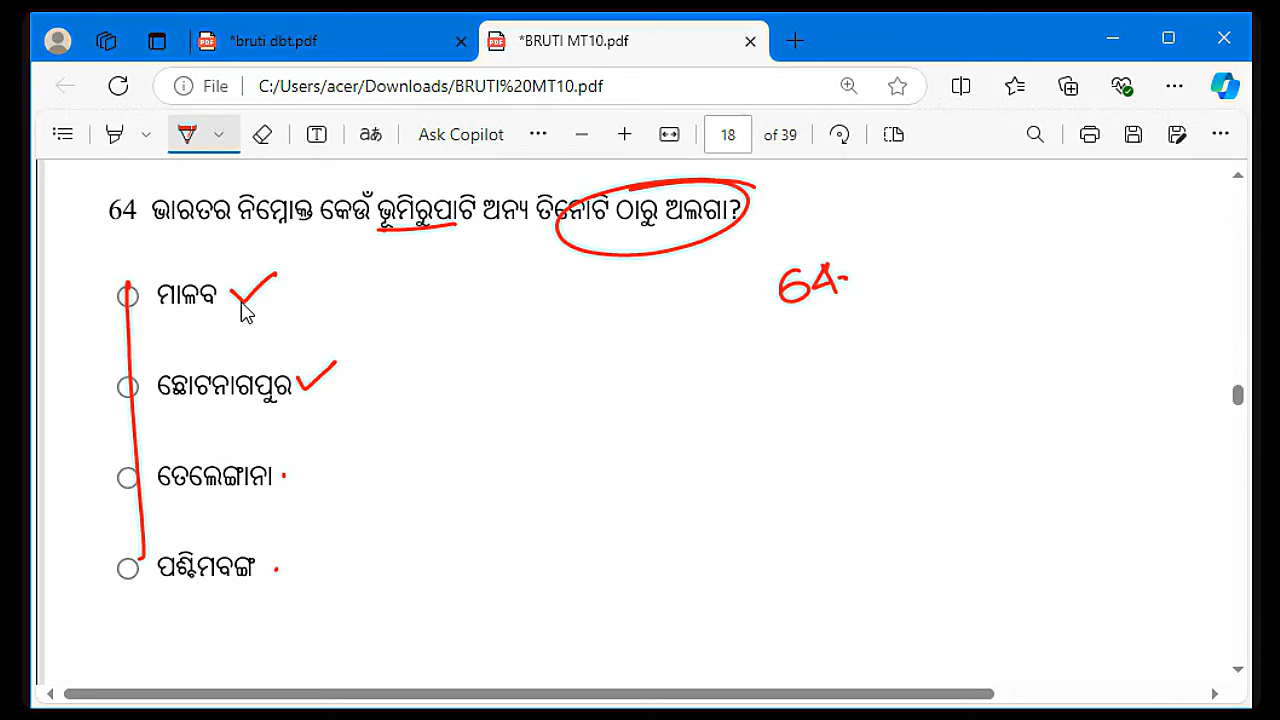 *bruti dbt.pdf
*BRUTI MT10.pdf
File C:/Users/acer/Downloads/BRUTI%20MT10.pdf
Ask Copilot 18 of 39
64 ଭାରତର ନିମ୍ନୋକ୍ତ କେଉଁ ଭୂମିରୁପାଟି ଅନ୍ୟ ତିନୋଟି ଠାରୁ ଅଲଗା?
64.
ମାଳବ
ଛୋଟନାଗପୁର
ତେଲେଙ୍ଗାନା
ପଶ୍ଚିମବଙ୍ଗ